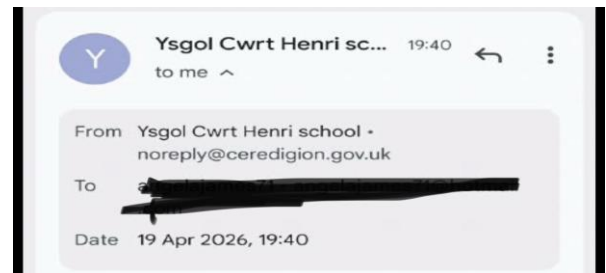 Y
Ysgol Cwrt Henri sc... 19:40
to me
From Ysgol Cwrt Henri school •
noreply@ceredigion.gov.uk
To
Date 19 Apr 2026, 19:40